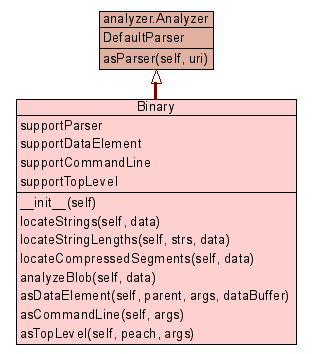 analyzer.Analyzer
DefaultParser
asParser(self, uri)
Binary
supportParser
supportDataElement
supportCommandLine
supportTopLevel
__init__(self)
locateStrings(self, data)
locateStringLengths(self, strs, data)
locateCompressedSegments(self, data)
analyzeBlob(self, data)
asDataElement(self, parent, args, dataBuffer)
asCommandLine(self, args)
asTopLevel(self, peach, args)